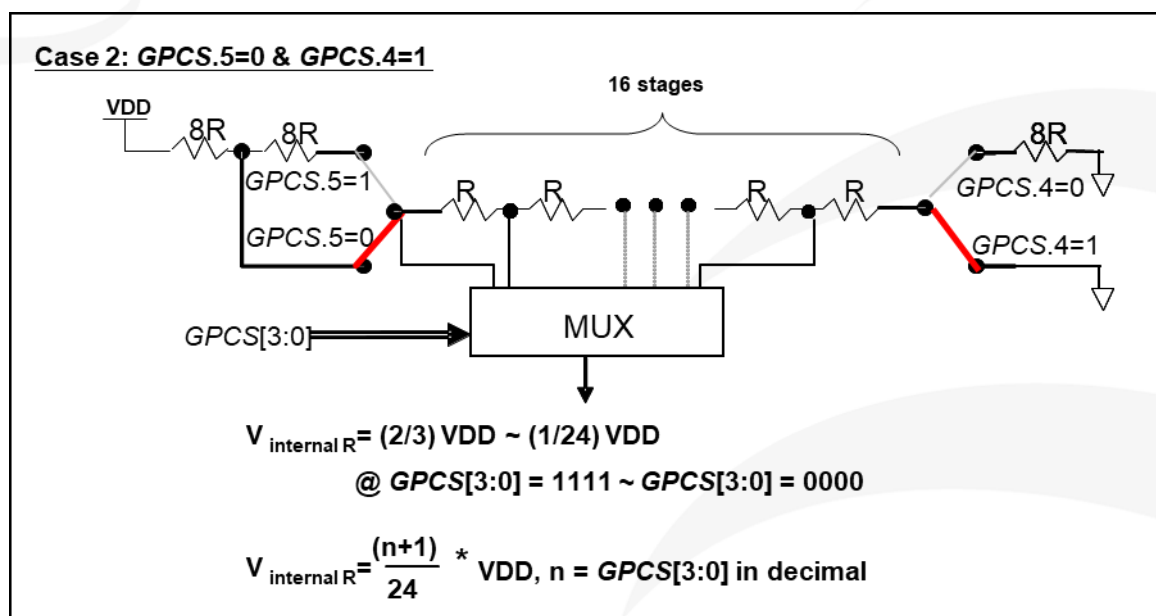 Case 2: GPCS.5=0 & GPCS.4=1
16 stages
VDD
8R
8R
8R
GPCS.5=1
R
R
R
R
GPCS.4=0
GPCS.5=0
GPCS.4=1
MUX
GPCS[3:0]
V internal R = (2/3) VDD ~ (1/24) VDD
@ GPCS[3:0] = 1111 ~ GPCS[3:0] = 0000
V internal R = (n+1)/24 * VDD, n = GPCS[3:0] in decimal